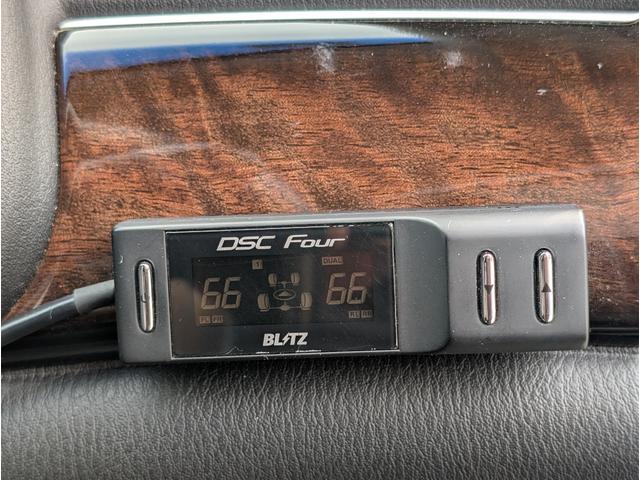 DSC Four
1 DUAL
66 66
FL FR RL RR
BLITZ